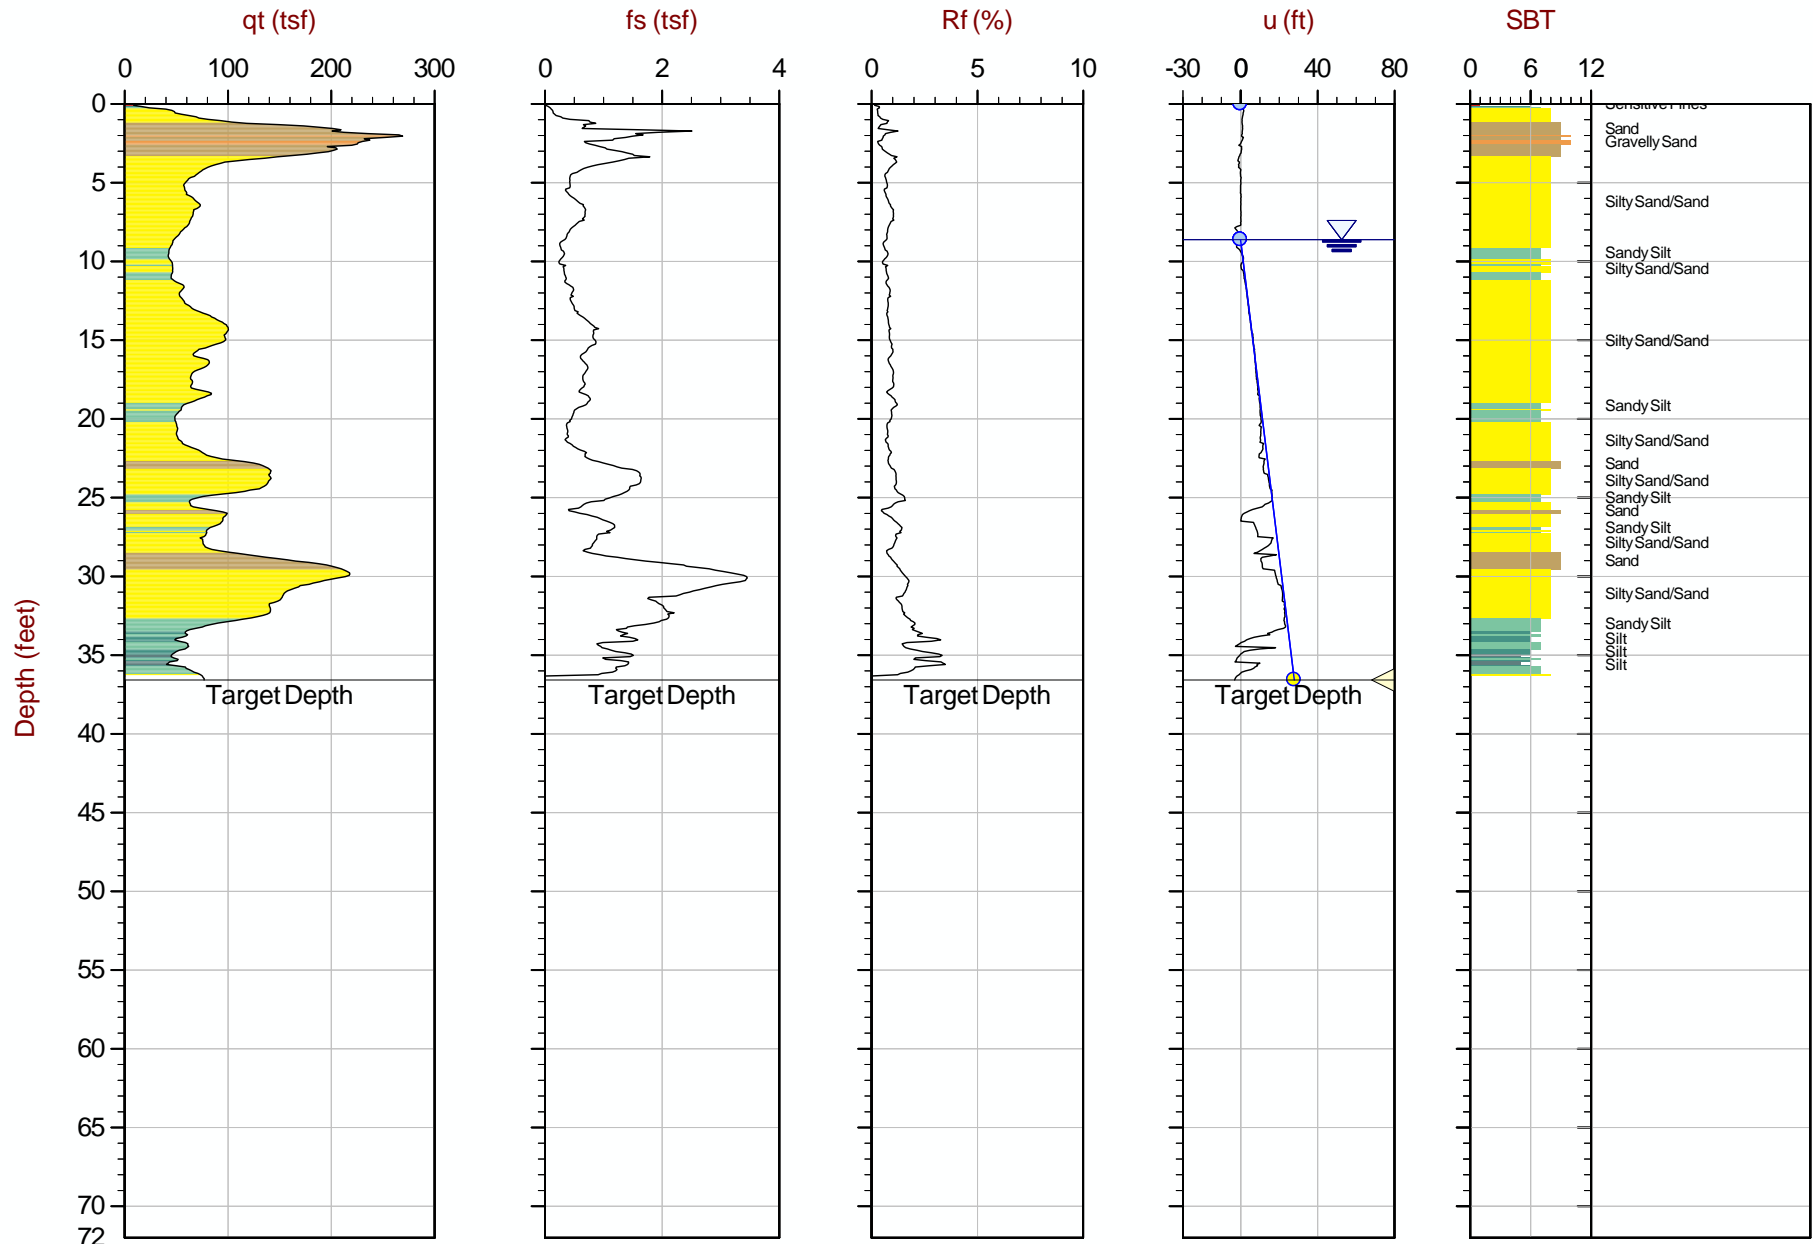 qt (tsf) fs (tsf) Rf (%) u (ft) SBT
0 100 200 300 0 2 4 0 5 10 -30 0 40 80 0 6 12
0
Sensitive Fines
Sand
Gravelly Sand
5
Silty Sand/Sand
Sandy Silt
10
Silty Sand/Sand
15
Silty Sand/Sand
Sandy Silt
20
Silty Sand/Sand
Sand
Silty Sand/Sand
25
Sandy Silt
Sand
Sandy Silt
Silty Sand/Sand
Sand
30
Silty Sand/Sand
Sandy Silt
Silt
Silt
35
Silt
Target Depth Target Depth Target Depth Target Depth
Depth (feet)
40
45
50
55
60
65
70
72